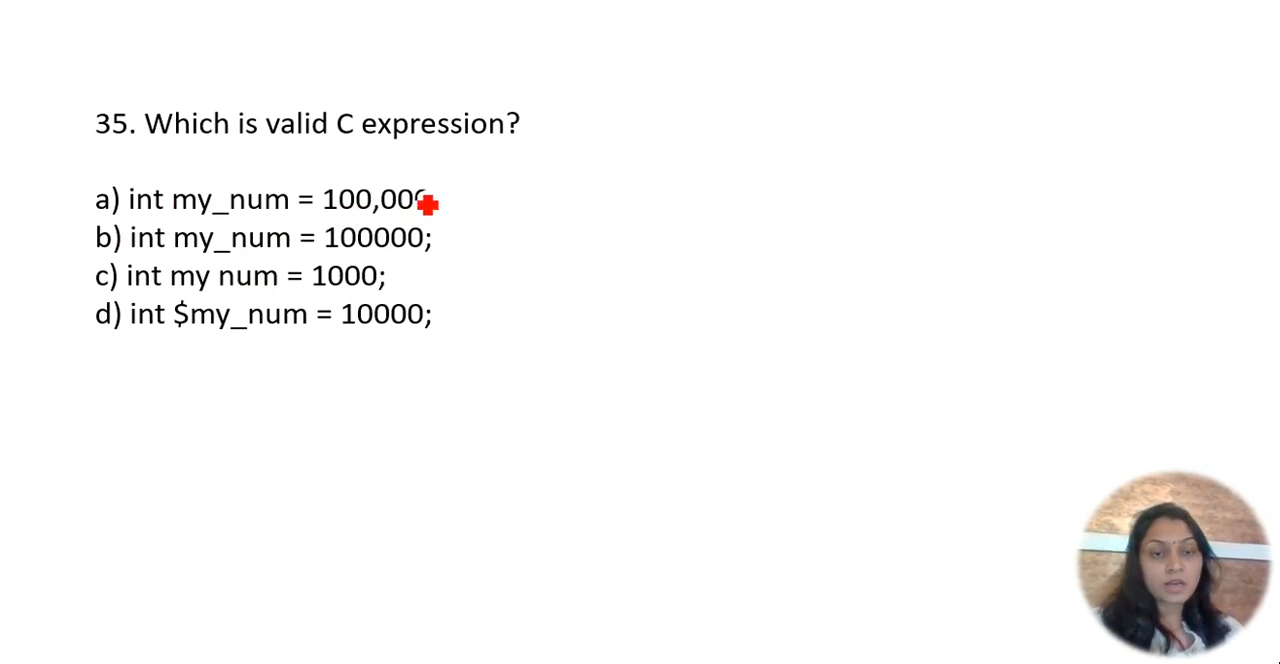 35. Which is valid C expression?
a) int my_num = 100,00
b) int my_num = 100000;
c) int my num = 1000;
d) int $my_num = 10000;